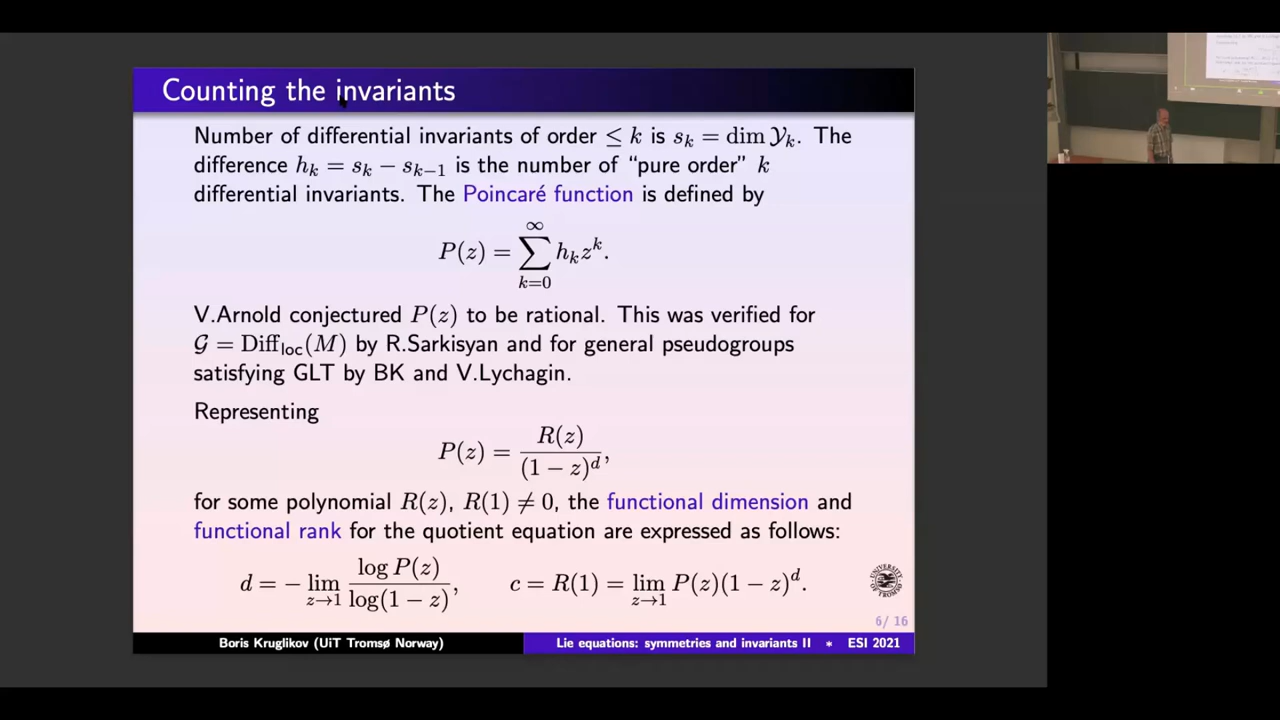 Counting the invariants
Number of differential invariants of order ≤ k is s_k = dim 𝒴_k. The
difference h_k = s_k − s_{k−1} is the number of "pure order" k
differential invariants. The Poincaré function is defined by
P(z) = ∑_{k=0}^{∞} h_k z^k.
V.Arnold conjectured P(z) to be rational. This was verified for
𝒢 = Diff_loc(M) by R.Sarkisyan and for general pseudogroups
satisfying GLT by BK and V.Lychagin.
Representing
P(z) = R(z) / (1 − z)^d,
for some polynomial R(z), R(1) ≠ 0, the functional dimension and
functional rank for the quotient equation are expressed as follows:
d = − lim_{z→1} log P(z) / log(1 − z), c = R(1) = lim_{z→1} P(z)(1 − z)^d.
UNIVERSITY OF TROMSØ
6/ 16
Boris Kruglikov (UiT Tromsø Norway) Lie equations: symmetries and invariants II * ESI 2021